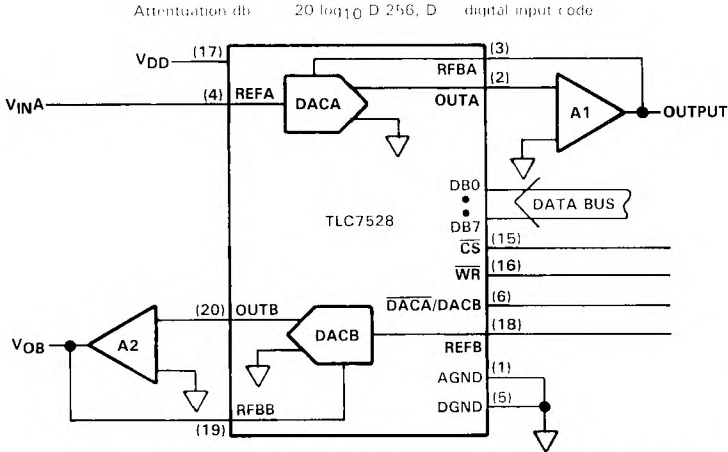 Attentuation db 20 log10 D 256, D digital input code
VDD (17) (3)
RFBA
(2)
VINA (4) REFA DACA OUTA A1 OUTPUT
DB0
DATA BUS
TLC7528
DB7
CS (15)
WR (16)
DACA/DACB (6)
(20) OUTB (18)
VOB A2 DACB REFB
AGND (1)
DGND (5)
RFBB
(19)